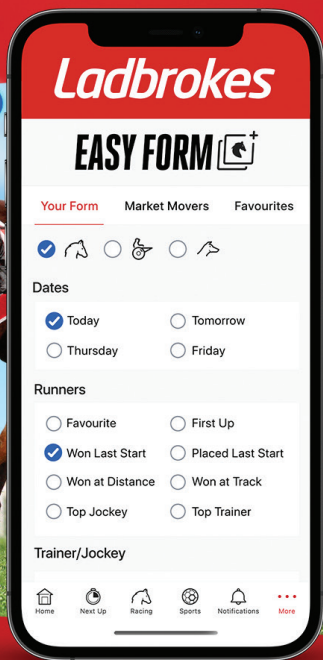 Ladbrokes
EASY FORM
Your Form Market Movers Favourites
Dates
Today Tomorrow
Thursday Friday
Runners
Favourite First Up
Won Last Start Placed Last Start
Won at Distance Won at Track
Top Jockey Top Trainer
Trainer/Jockey
Home Next Up Racing Sports Notifications More